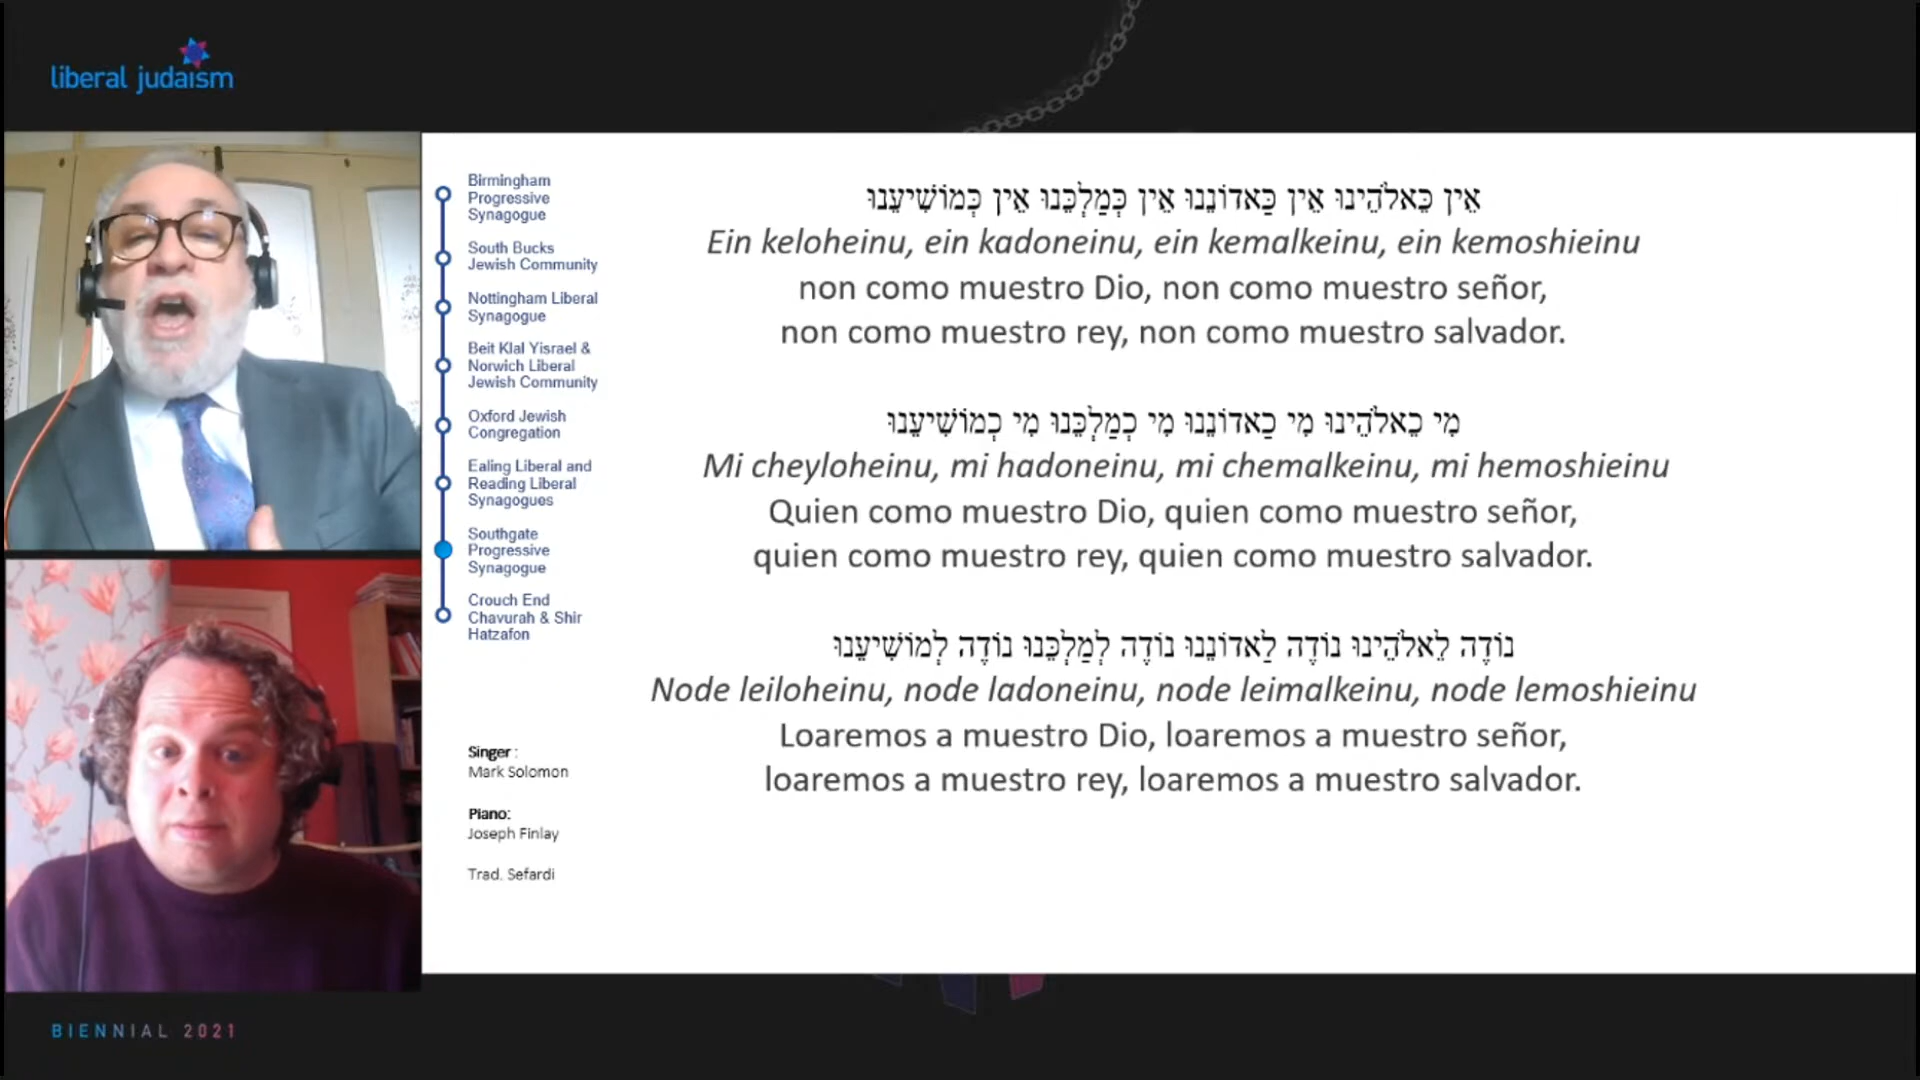 liberal judaism
Birmingham
Progressive
Synagogue
South Bucks
Jewish Community
Nottingham Liberal
Synagogue
Beit Klal Yisrael &
Norwich Liberal
Jewish Community
Oxford Jewish
Congregation
Ealing Liberal and
Reading Liberal
Synagogues
Southgate
Progressive
Synagogue
Crouch End
Chavurah & Shir
Hatzafon
Singer :
Mark Solomon
Piano:
Joseph Finlay
Trad. Sefardi
אֵין כֵּאלֹהֵינוּ אֵין כַּאדוֹנֵנוּ אֵין כְּמַלְכֵּנוּ אֵין כְּמוֹשִׁיעֵנוּ
Ein keloheinu, ein kadoneinu, ein kemalkeinu, ein kemoshieinu
non como muestro Dio, non como muestro señor,
non como muestro rey, non como muestro salvador.
מִי כֵאלֹהֵינוּ מִי כַאדוֹנֵנוּ מִי כְמַלְכֵּנוּ מִי כְמוֹשִׁיעֵנוּ
Mi cheyloheinu, mi hadoneinu, mi chemalkeinu, mi hemoshieinu
Quien como muestro Dio, quien como muestro señor,
quien como muestro rey, quien como muestro salvador.
נוֹדֶה לֵאלֹהֵינוּ נוֹדֶה לַאדוֹנֵנוּ נוֹדֶה לְמַלְכֵּנוּ נוֹדֶה לְמוֹשִׁיעֵנוּ
Node leiloheinu, node ladoneinu, node leimalkeinu, node lemoshieinu
Loaremos a muestro Dio, loaremos a muestro señor,
loaremos a muestro rey, loaremos a muestro salvador.
BIENNIAL 2021